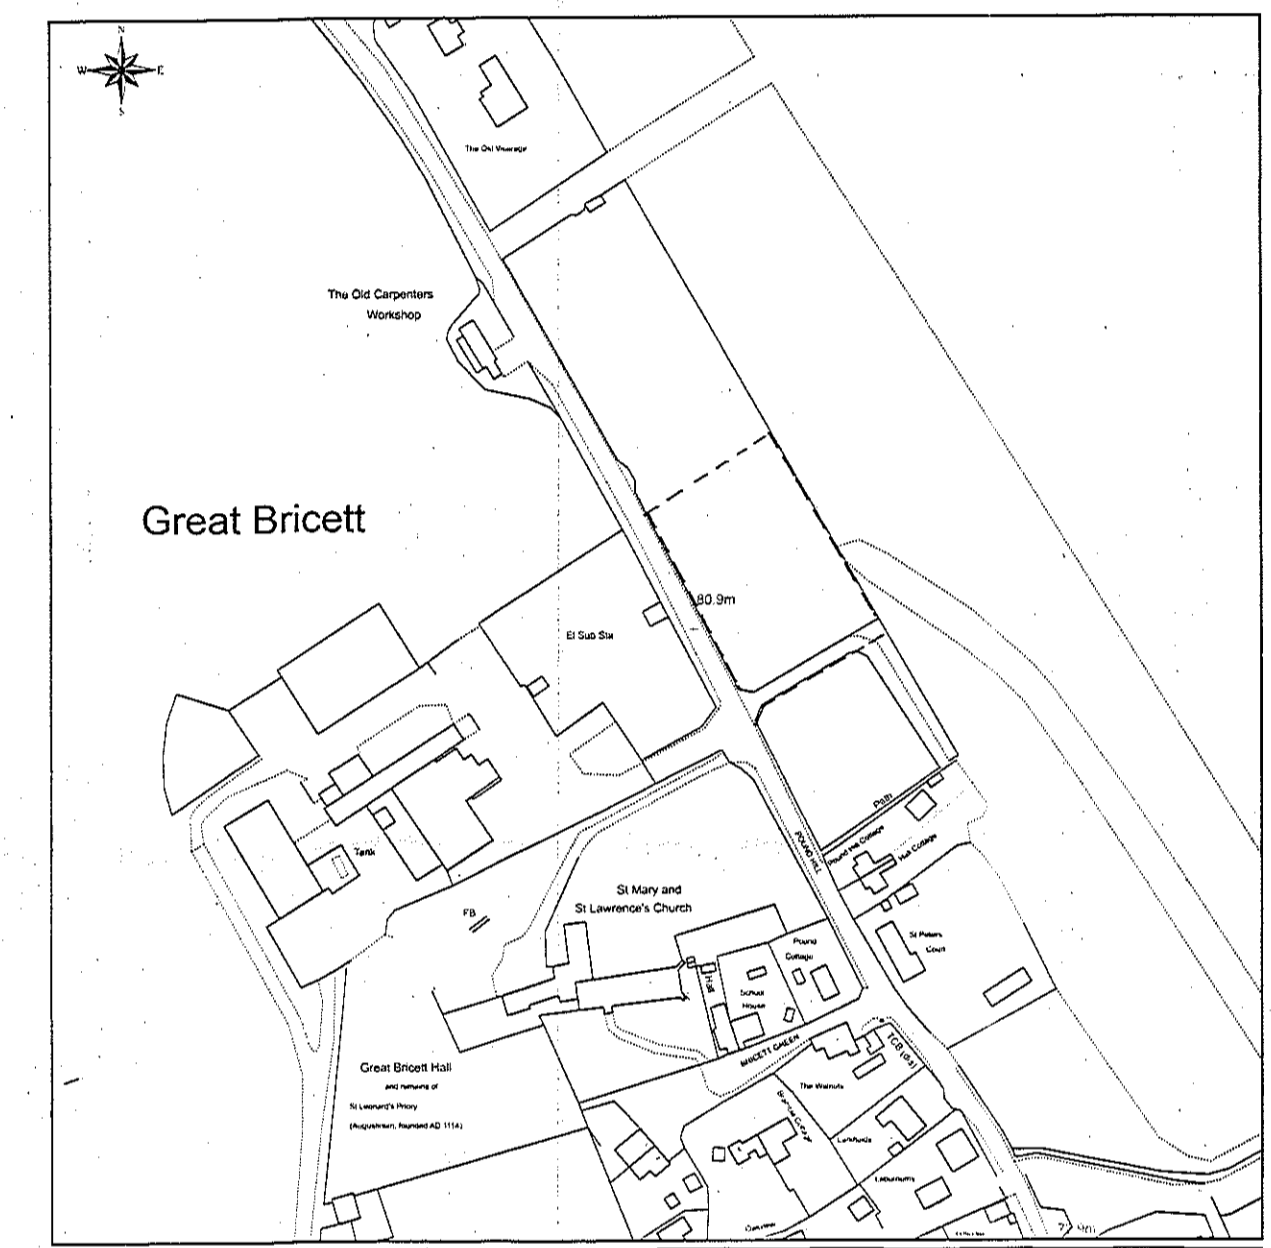 N
W E
S
The Old Vicarage
The Old Carpenters
Workshop
Great Bricett
80.9m
El Sub Sta
Path
Pound Hill Cottage
Hall Cottage
POUND HILL
Tank
St Mary and
St Lawrence's Church
FB
St Peters
Court
Pound
Cottage
Hall
School
House
BRICETT GREEN
TCB
The Walnuts
Great Bricett Hall
and remains of
St Leonard's Priory
(Augustinian, founded AD 1114)
Laburnums